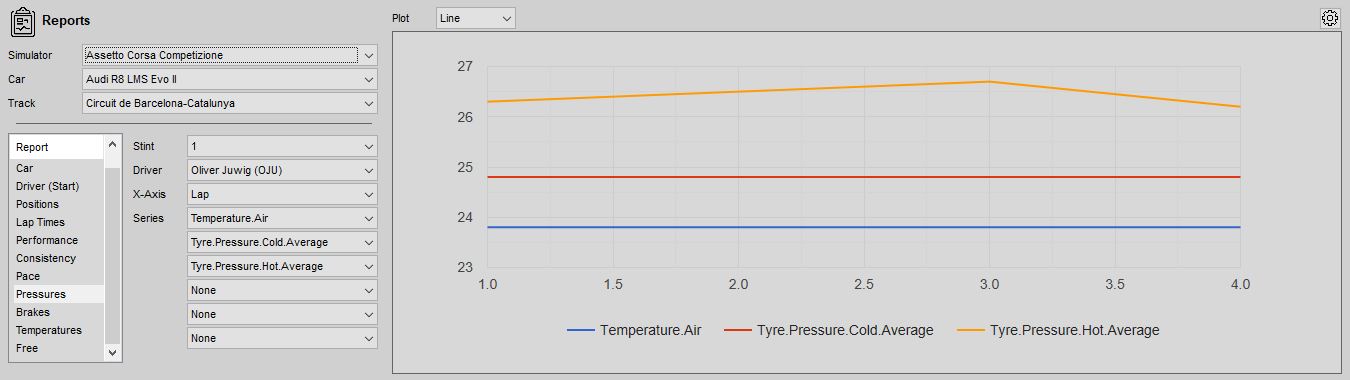 Reports
Simulator Assetto Corsa Competizione
Car Audi R8 LMS Evo II
Track Circuit de Barcelona-Catalunya
Report
Car
Driver (Start)
Positions
Lap Times
Performance
Consistency
Pace
Pressures
Brakes
Temperatures
Free
Stint 1
Driver Oliver Juwig (OJU)
X-Axis Lap
Series Temperature.Air
Tyre.Pressure.Cold.Average
Tyre.Pressure.Hot.Average
None
None
None
Plot Line
27
26
25
24
23
1.0 1.5 2.0 2.5 3.0 3.5 4.0
Temperature.Air Tyre.Pressure.Cold.Average Tyre.Pressure.Hot.Average